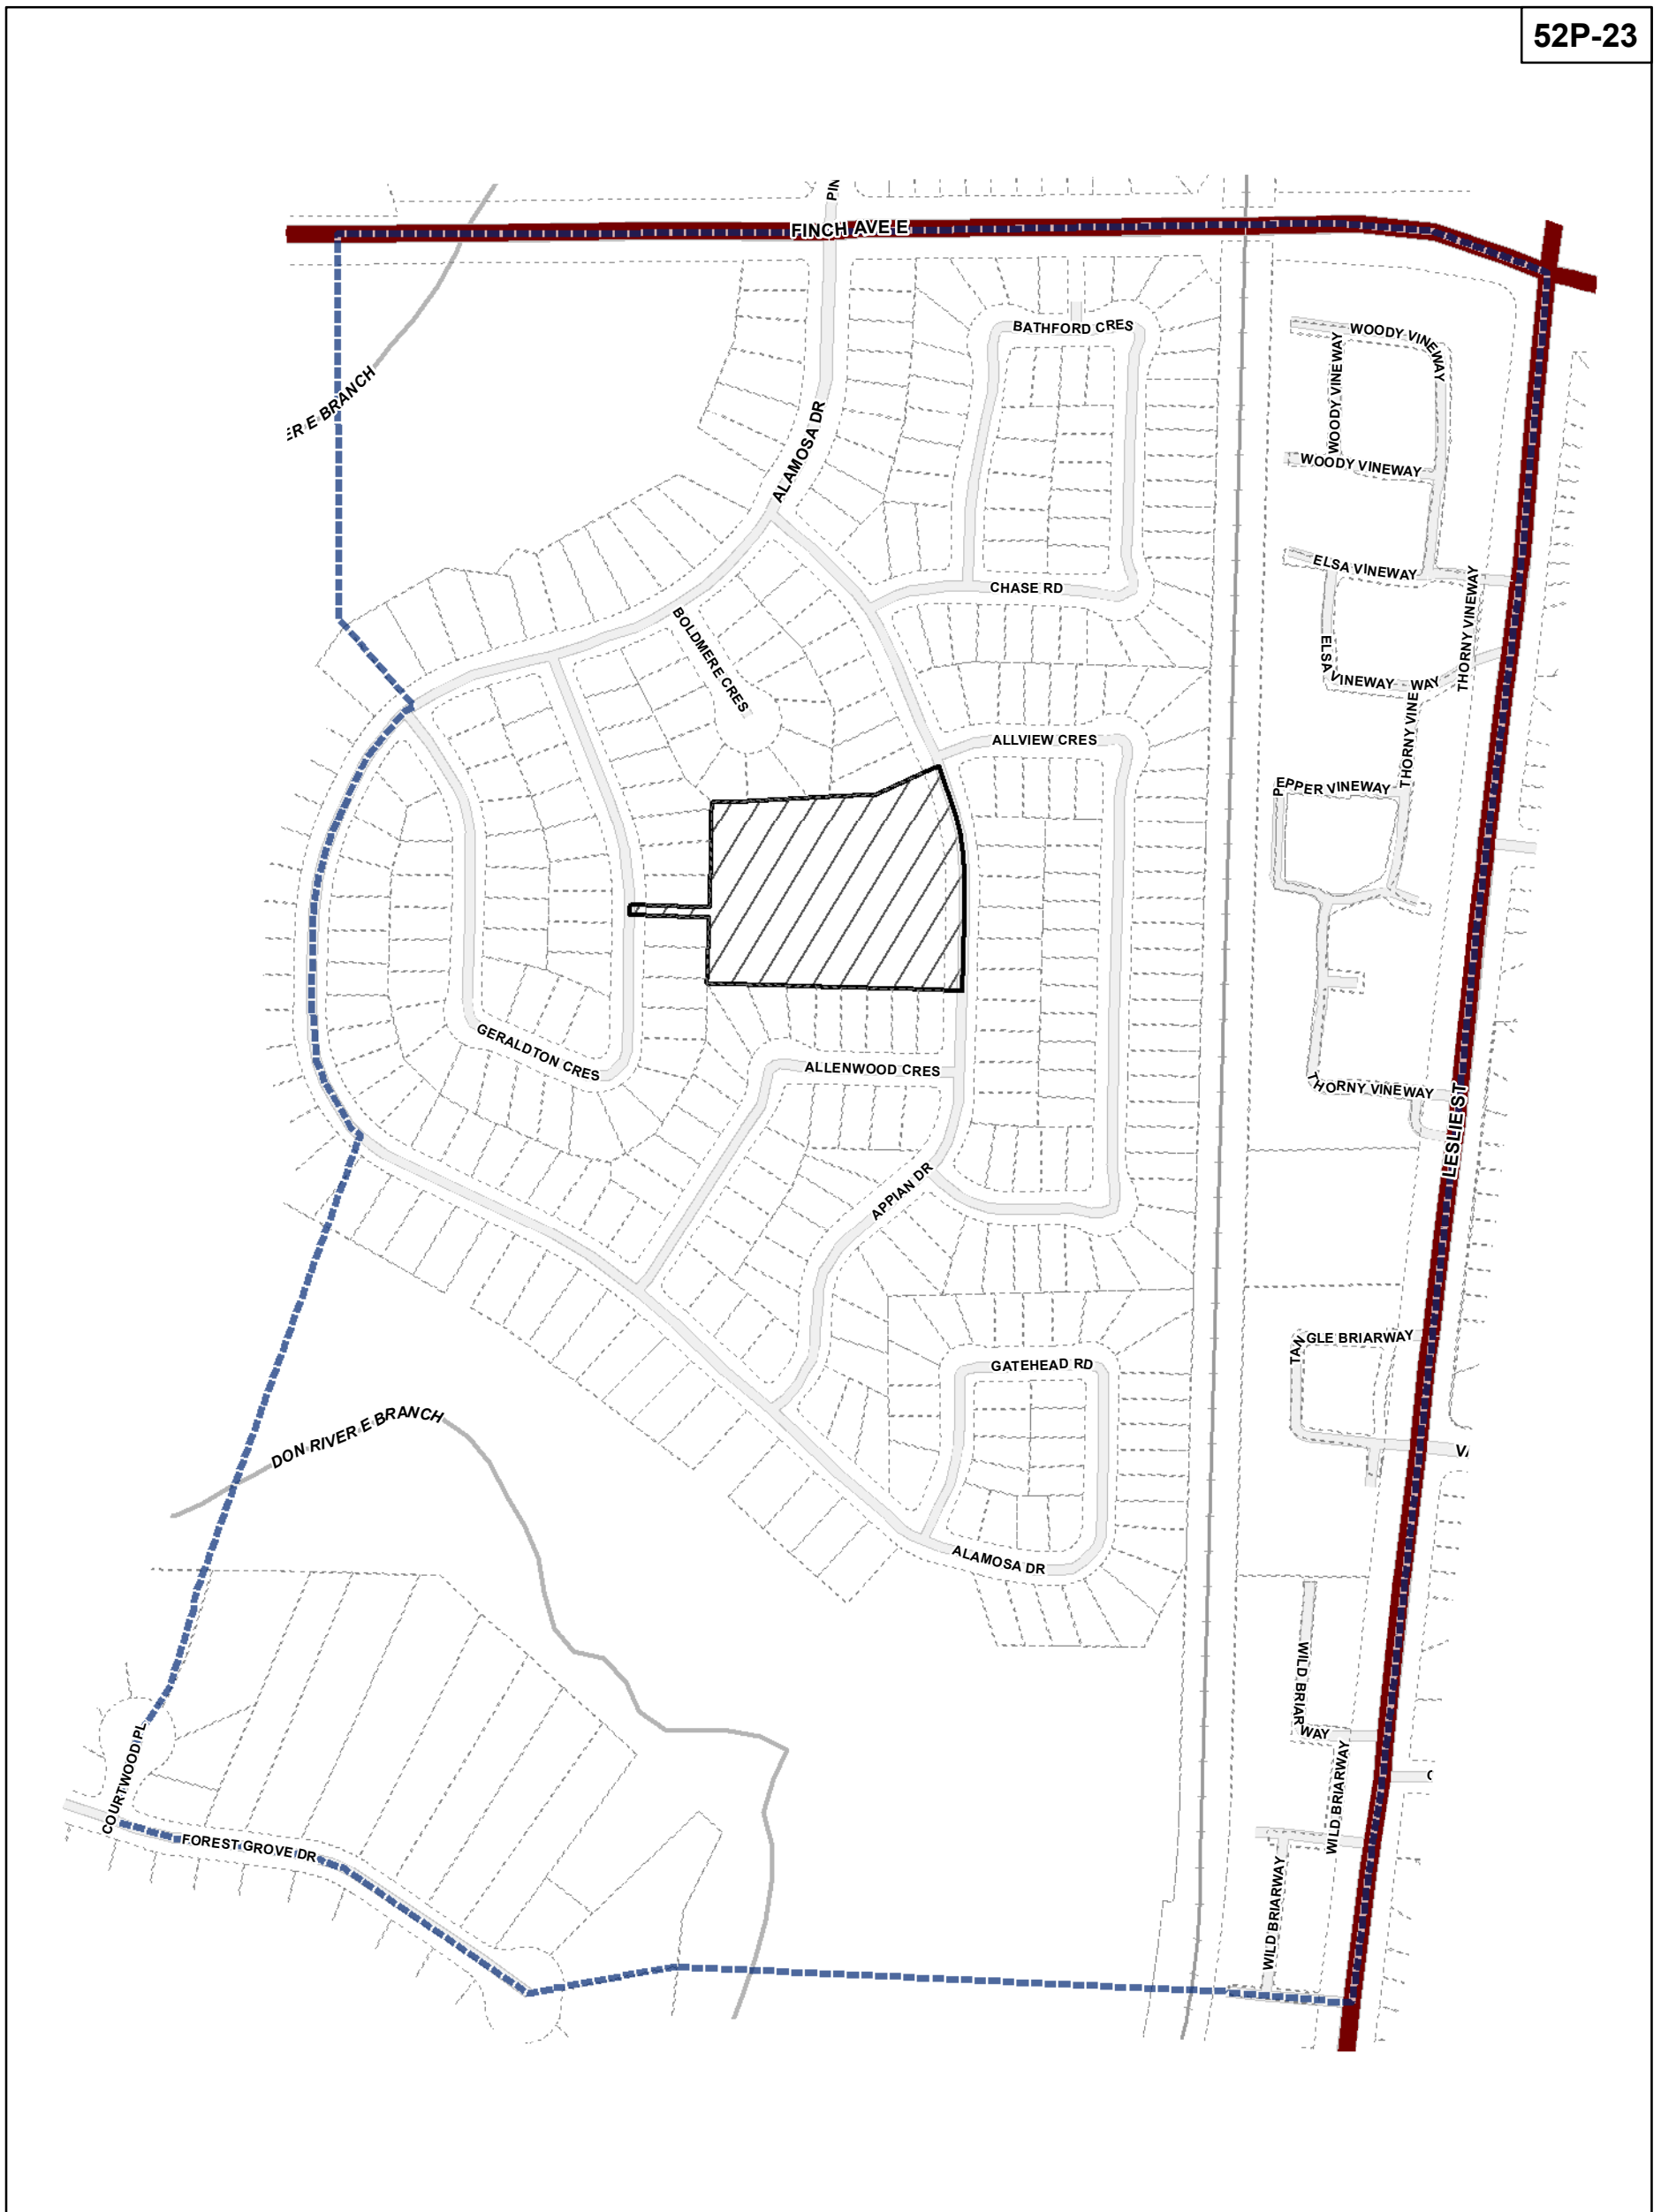 52P-23
PIN
FINCH AVE E
BATHFORD CRES
WOODY VINEWAY
WOODY VINEWAY
ER E BRANCH
ALAMOSA DR
WOODY VINEWAY
ELSA VINEWAY
CHASE RD
THORNY VINEWAY
BOLDMERE CRES
ELSA
VINEWAY WAY
THORNY VINE
ALLVIEW CRES
PEPPER VINEWAY
GERALDTON CRES
ALLENWOOD CRES
THORNY VINEWAY
LESLIE ST
APPIAN DR
TANGLE BRIARWAY
GATEHEAD RD
DON RIVER E BRANCH
ALAMOSA DR
WILD BRIAR
WAY
COURTWOOD PL
WILD BRIARWAY
FOREST GROVE DR
WILD BRIARWAY